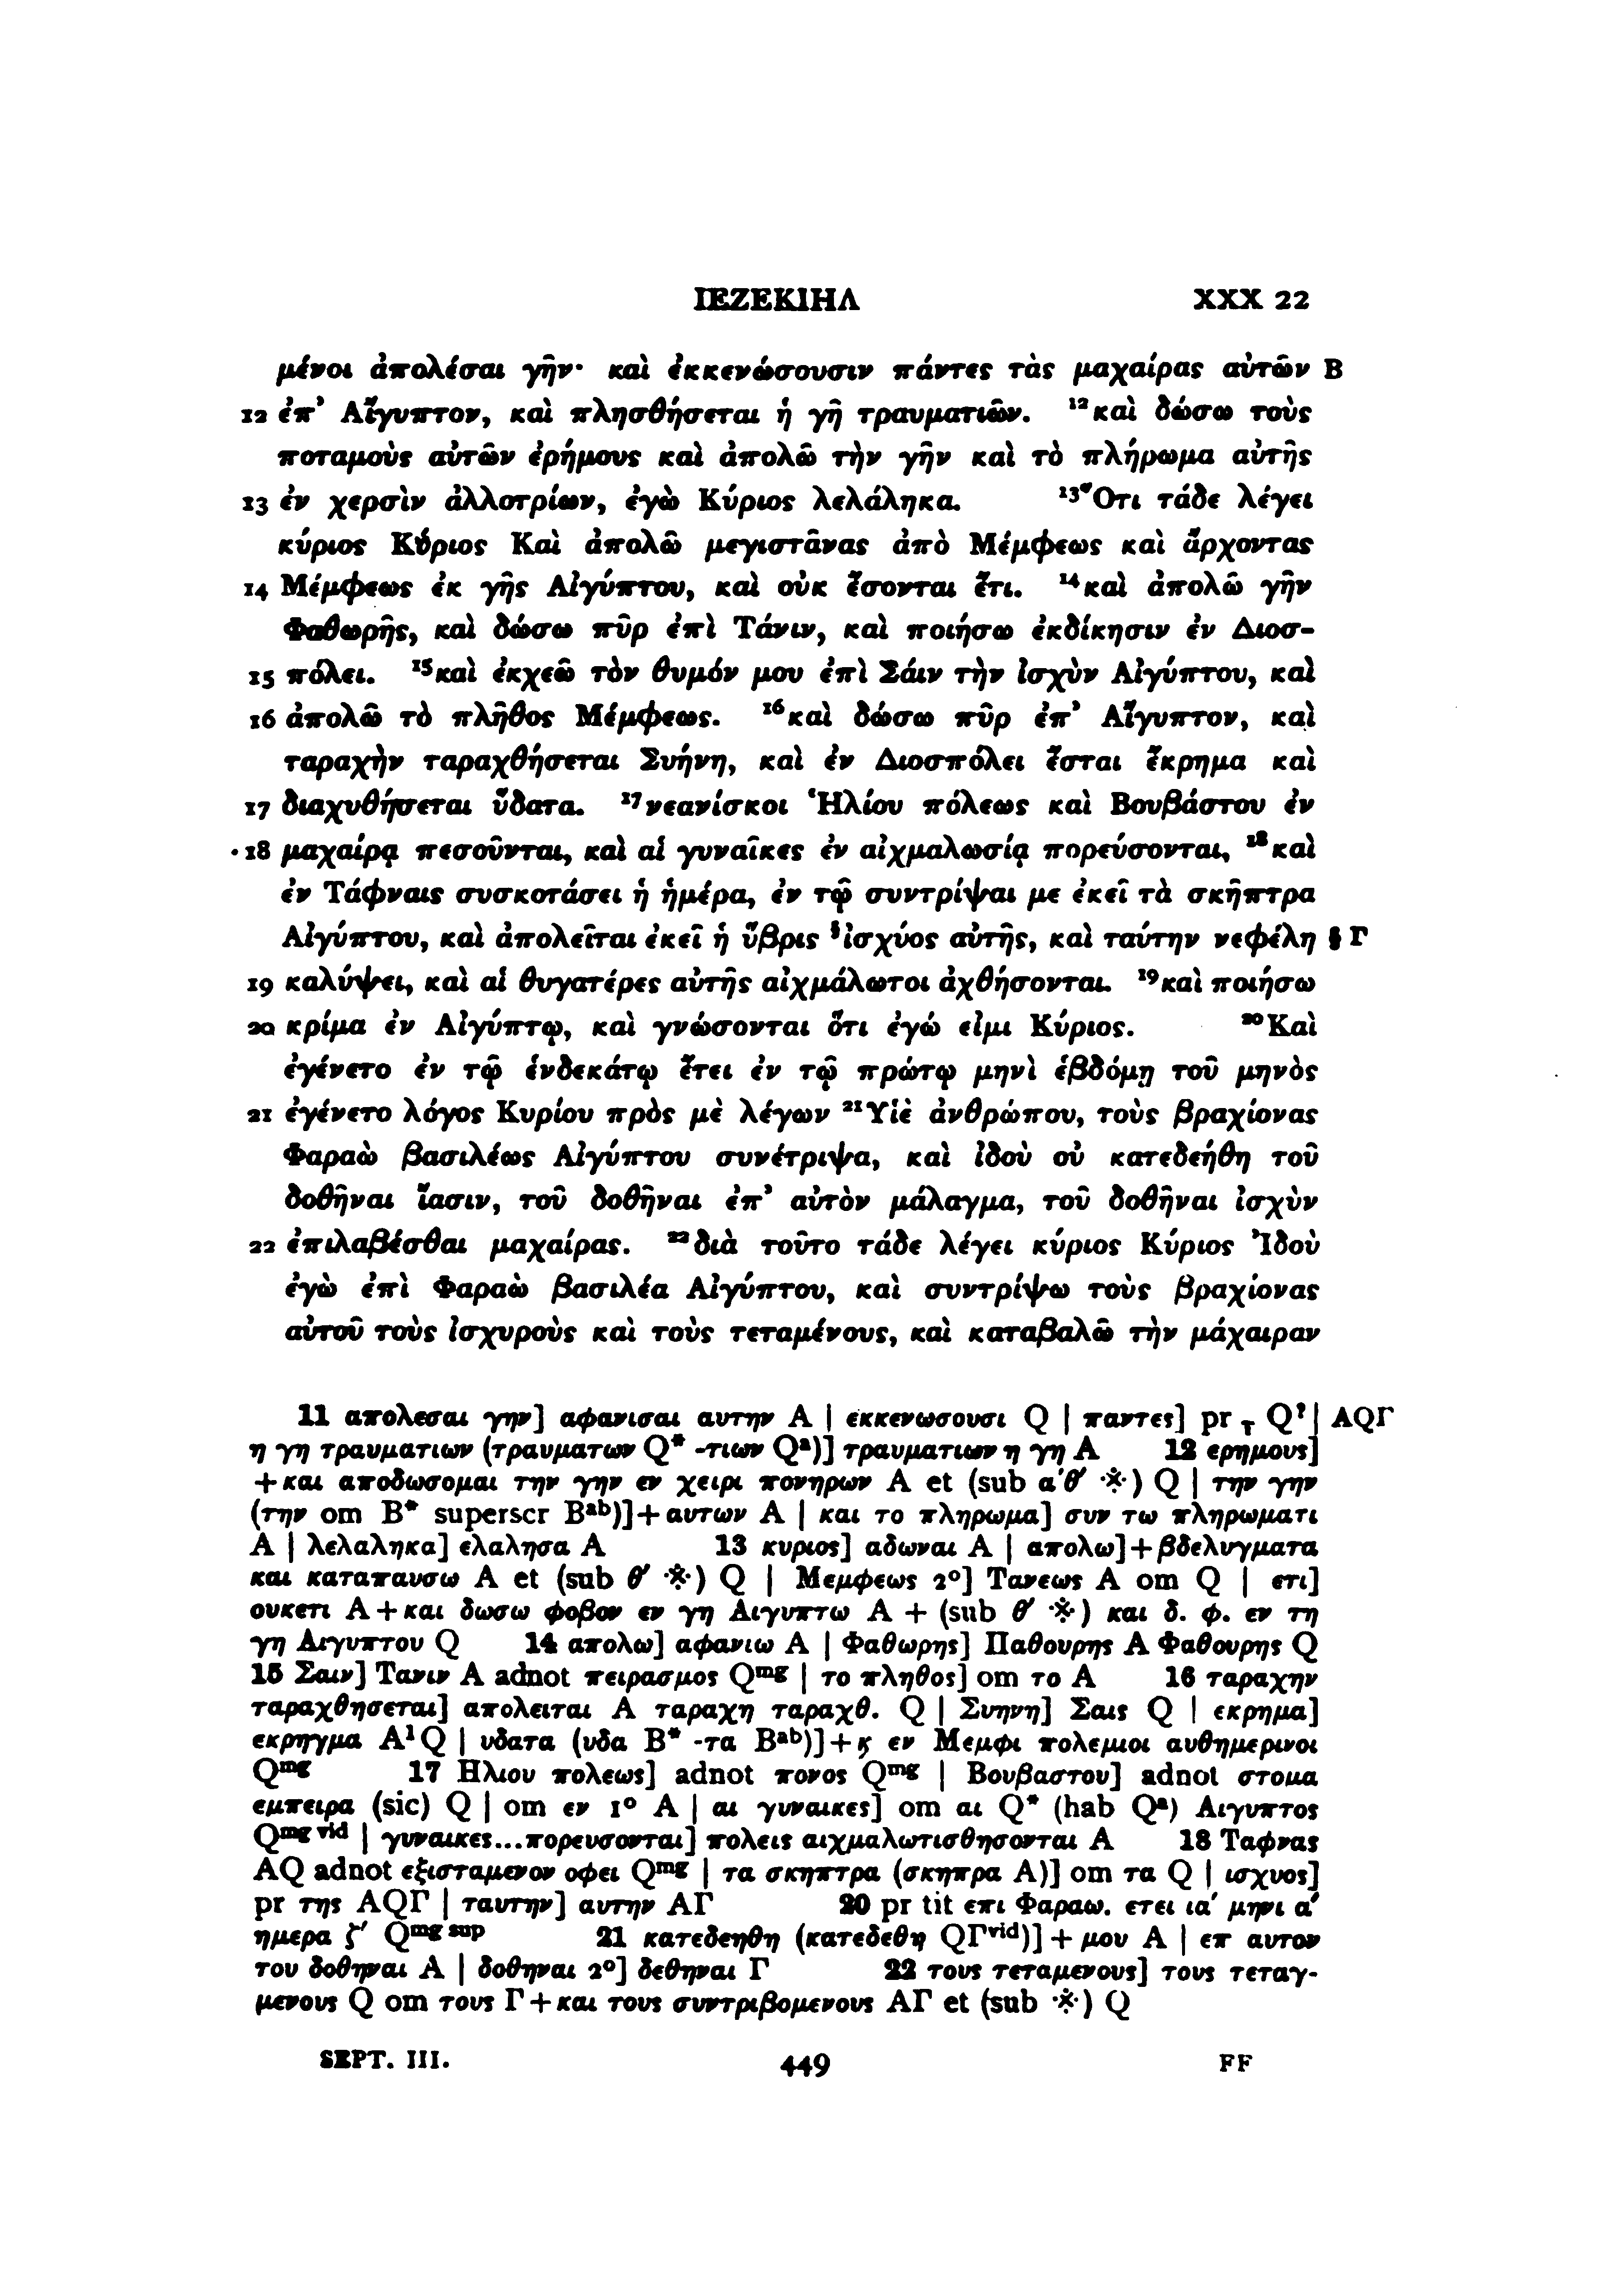 ΙΕΖΕΚΙΗΛ XXX 22
μένοι ἀπολέσαι γῆν· καὶ ἐκκενώσουσιν πάντες τὰς μαχαίρας αὐτῶν B
12 ἐπ’ Αἴγυπτον, καὶ πλησθήσεται ἡ γῆ τραυματιῶν. ¹²καὶ δώσω τοὺς
ποταμοὺς αὐτῶν ἐρήμους καὶ ἀπολῶ τὴν γῆν καὶ τὸ πλήρωμα αὐτῆς
13 ἐν χερσὶν ἀλλοτρίων, ἐγὼ Κύριος λελάληκα. ¹³Ὅτι τάδε λέγει
κύριος Κύριος Καὶ ἀπολῶ μεγιστᾶνας ἀπὸ Μέμφεως καὶ ἄρχοντας
14 Μέμφεως ἐκ γῆς Αἰγύπτου, καὶ οὐκ ἔσονται ἔτι. ¹⁴καὶ ἀπολῶ γῆν
Φαθωρῆς, καὶ δώσω πῦρ ἐπὶ Τάνιν, καὶ ποιήσω ἐκδίκησιν ἐν Διοσ-
15 πόλει. ¹⁵καὶ ἐκχεῶ τὸν θυμόν μου ἐπὶ Σάιν τὴν ἰσχὺν Αἰγύπτου, καὶ
16 ἀπολῶ τὸ πλῆθος Μέμφεως. ¹⁶καὶ δώσω πῦρ ἐπ’ Αἴγυπτον, καὶ
ταραχὴν ταραχθήσεται Συήνη, καὶ ἐν Διοσπόλει ἔσται ἔκρημα καὶ
17 διαχυθήσεται ὕδατα. ¹⁷νεανίσκοι Ἡλίου πόλεως καὶ Βουβάστου ἐν
18 μαχαίρᾳ πεσοῦνται, καὶ αἱ γυναῖκες ἐν αἰχμαλωσίᾳ πορεύσονται, ¹⁸καὶ
ἐν Τάφναις συσκοτάσει ἡ ἡμέρα, ἐν τῷ συντρίψαι με ἐκεῖ τὰ σκῆπτρα
Αἰγύπτου, καὶ ἀπολεῖται ἐκεῖ ἡ ὕβρις §ἰσχύος αὐτῆς, καὶ ταύτην νεφέλη § Γ
19 καλύψει, καὶ αἱ θυγατέρες αὐτῆς αἰχμάλωτοι ἀχθήσονται. ¹⁹καὶ ποιήσω
20 κρίμα ἐν Αἰγύπτῳ, καὶ γνώσονται ὅτι ἐγώ εἰμι Κύριος. ²⁰Καὶ
ἐγένετο ἐν τῷ ἑνδεκάτῳ ἔτει ἐν τῷ πρώτῳ μηνὶ ἑβδόμῃ τοῦ μηνὸς
21 ἐγένετο λόγος Κυρίου πρὸς μὲ λέγων ²¹Υἱὲ ἀνθρώπου, τοὺς βραχίονας
Φαραὼ βασιλέως Αἰγύπτου συνέτριψα, καὶ ἰδοὺ οὐ κατεδεήθη τοῦ
δοθῆναι ἴασιν, τοῦ δοθῆναι ἐπ’ αὐτὸν μάλαγμα, τοῦ δοθῆναι ἰσχὺν
22 ἐπιλαβέσθαι μαχαίρας. ²²διὰ τοῦτο τάδε λέγει κύριος Κύριος Ἰδοὺ
ἐγὼ ἐπὶ Φαραὼ βασιλέα Αἰγύπτου, καὶ συντρίψω τοὺς βραχίονας
αὐτοῦ τοὺς ἰσχυροὺς καὶ τοὺς τεταμένους, καὶ καταβαλῶ τὴν μάχαιραν
11 απολεσαι γην] αφανισαι αυτην A | εκκενωσουσι Q | παντες] pr ┬ Q? | AQΓ
η γη τραυματιων (τραυματων Q* -τιων Qᵃ)] τραυματιων η γη A 12 ερημους]
+ και αποδωσομαι την γην εν χειρι πονηρων A et (sub α′θ′ ※) Q | την γην
(την om B* superscr Bᵃᵇ)] + αυτων A | και το πληρωμα] συν τω πληρωματι
A | λελαληκα] ελαλησα A 13 κυριος] αδωναι A | απολω] + βδελυγματα
και καταπαυσω A et (sub θ′ ※) Q | Μεμφεως 2°] Τανεως A om Q | ετι]
ουκετι A + και δωσω φοβον εν γη Αιγυπτω A + (sub θ′ ※) και δ. φ. εν τη
γη Αιγυπτου Q 14 απολω] αφανιω A | Φαθωρης] Παθουρης A Φαθουρης Q
15 Σαιν] Τανιν A adnot πειρασμος Qᵐᵍ | το πληθος] om το A 16 ταραχην
ταραχθησεται] απολειται A ταραχη ταραχθ. Q | Συηνη] Σαις Q | εκρημα]
εκρηγμα A¹Q | υδατα (υδα B* -τα Bᵃᵇ)] + ϗ εν Μεμφι πολεμιοι αυθημερινοι
Qᵐᵍ 17 Ηλιου πολεως] adnot πονος Qᵐᵍ | Βουβαστου] adnot στομα
εμπειρα (sic) Q | om εν 1° A | αι γυναικες] om αι Q* (hab Qᵃ) Αιγυπτος
Qᵐᵍ ᵛⁱᵈ | γυναικες...πορευσονται] πολεις αιχμαλωτισθησονται A 18 Ταφνας
AQ adnot εξισταμενον οφει Qᵐᵍ | τα σκηπτρα (σκηπρα A)] om τα Q | ισχυος]
pr της AQΓ | ταυτην] αυτην AΓ 20 pr tit επι Φαραω. ετει ια′ μηνι α′
ημερα ζ′ Qᵐᵍ ˢᵘᵖ 21 κατεδεηθη (κατεδεθη QΓᵛⁱᵈ)] + μου A | επ αυτον
του δοθηναι A | δοθηναι 2°] δεθηναι Γ 22 τους τεταμενους] τους τεταγ-
μενους Q om τους Γ + και τους συντριβομενους AΓ et (sub ※) Q
SEPT. III. 449 FF